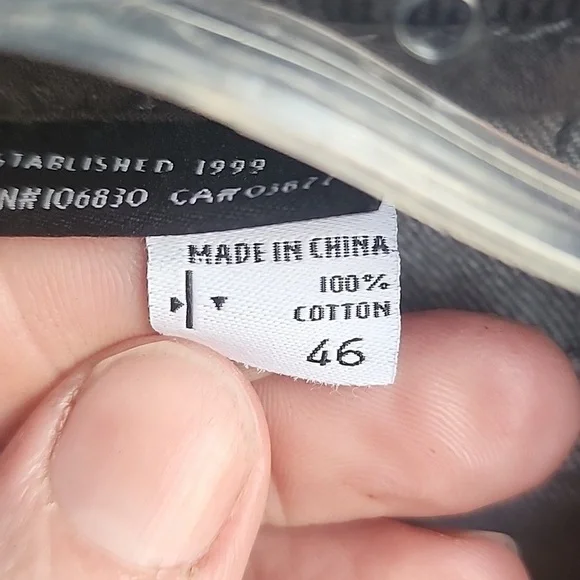 STABLISHED 1999
N#106830 CA#03677
MADE IN CHINA
100%
COTTON
46